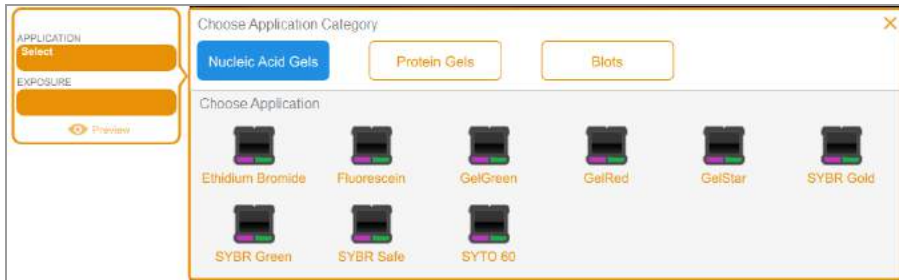 APPLICATION
Select
EXPOSURE
Preview
Choose Application Category
Nucleic Acid Gels Protein Gels Blots
Choose Application
Ethidium Bromide Fluorescein GelGreen GelRed GelStar SYBR Gold
SYBR Green SYBR Safe SYTO 60